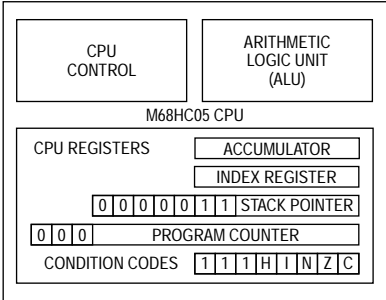 CPU
CONTROL
ARITHMETIC
LOGIC UNIT
(ALU)
M68HC05 CPU
CPU REGISTERS
ACCUMULATOR
INDEX REGISTER
0 0 0 0 0 1 1 STACK POINTER
0 0 0 PROGRAM COUNTER
CONDITION CODES 1 1 1 H I N Z C